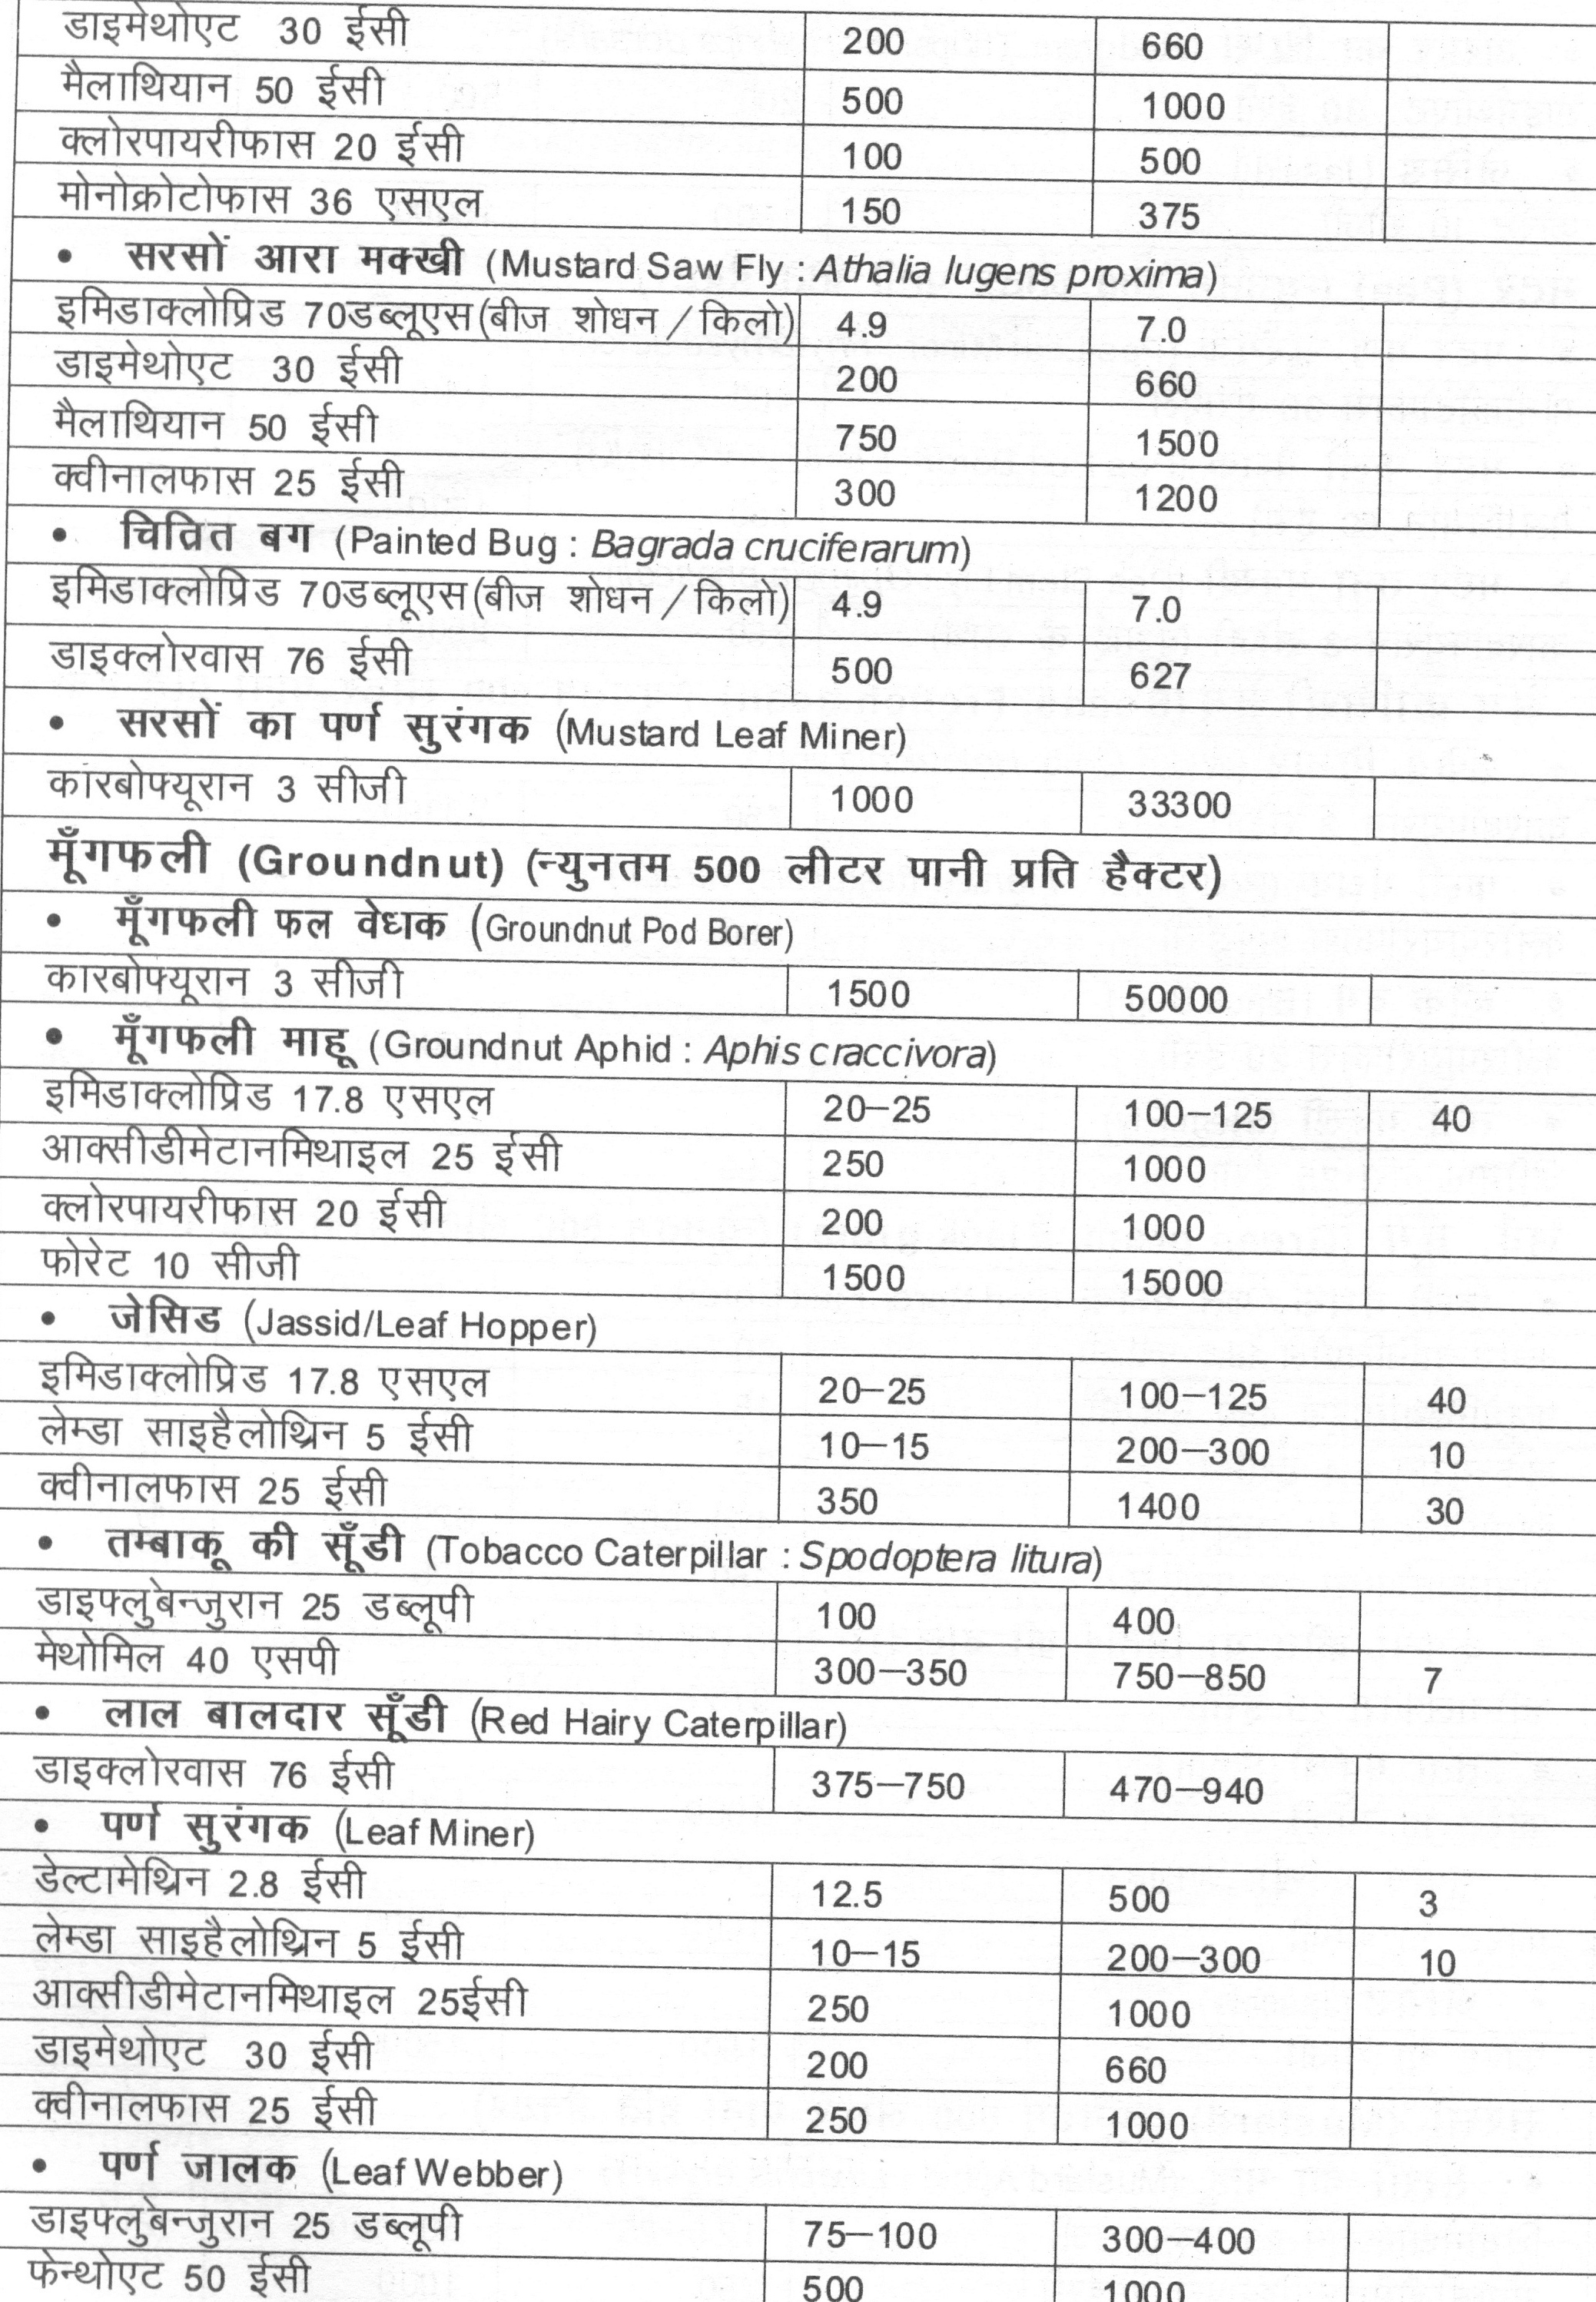 डाइमेथोएट 30 ईसी 200 660
मैलाथियान 50 ईसी 500 1000
क्लोरपायरीफास 20 ईसी 100 500
मोनोक्रोटोफास 36 एसएल 150 375
• सरसों आरा मक्खी (Mustard Saw Fly : Athalia lugens proxima)
इमिडाक्लोप्रिड 70डब्लूएस(बीज शोधन / किलो) 4.9 7.0
डाइमेथोएट 30 ईसी 200 660
मैलाथियान 50 ईसी 750 1500
क्वीनालफास 25 ईसी 300 1200
• चित्रित बग (Painted Bug : Bagrada cruciferarum)
इमिडाक्लोप्रिड 70डब्लूएस(बीज शोधन / किलो) 4.9 7.0
डाइक्लोरवास 76 ईसी 500 627
• सरसों का पर्ण सुरंगक (Mustard Leaf Miner)
कारबोफ्यूरान 3 सीजी 1000 33300
मूँगफली (Groundnut) (न्युनतम 500 लीटर पानी प्रति हैक्टर)
• मूँगफली फल वेधक (Groundnut Pod Borer)
कारबोफ्यूरान 3 सीजी 1500 50000
• मूँगफली माहू (Groundnut Aphid : Aphis craccivora)
इमिडाक्लोप्रिड 17.8 एसएल 20–25 100–125 40
आक्सीडीमेटानमिथाइल 25 ईसी 250 1000
क्लोरपायरीफास 20 ईसी 200 1000
फोरेट 10 सीजी 1500 15000
• जेसिड (Jassid/Leaf Hopper)
इमिडाक्लोप्रिड 17.8 एसएल 20–25 100–125 40
लेम्डा साइहैलोथ्रिन 5 ईसी 10–15 200–300 10
क्वीनालफास 25 ईसी 350 1400 30
• तम्बाकू की सूँडी (Tobacco Caterpillar : Spodoptera litura)
डाइफ्लुबेन्जुरान 25 डब्लूपी 100 400
मेथोमिल 40 एसपी 300–350 750–850 7
• लाल बालदार सूँडी (Red Hairy Caterpillar)
डाइक्लोरवास 76 ईसी 375–750 470–940
• पर्ण सुरंगक (Leaf Miner)
डेल्टामेथ्रिन 2.8 ईसी 12.5 500 3
लेम्डा साइहैलोथ्रिन 5 ईसी 10–15 200–300 10
आक्सीडीमेटानमिथाइल 25ईसी 250 1000
डाइमेथोएट 30 ईसी 200 660
क्वीनालफास 25 ईसी 250 1000
• पर्ण जालक (Leaf Webber)
डाइफ्लुबेन्जुरान 25 डब्लूपी 75–100 300–400
फेन्थोएट 50 ईसी 500 1000